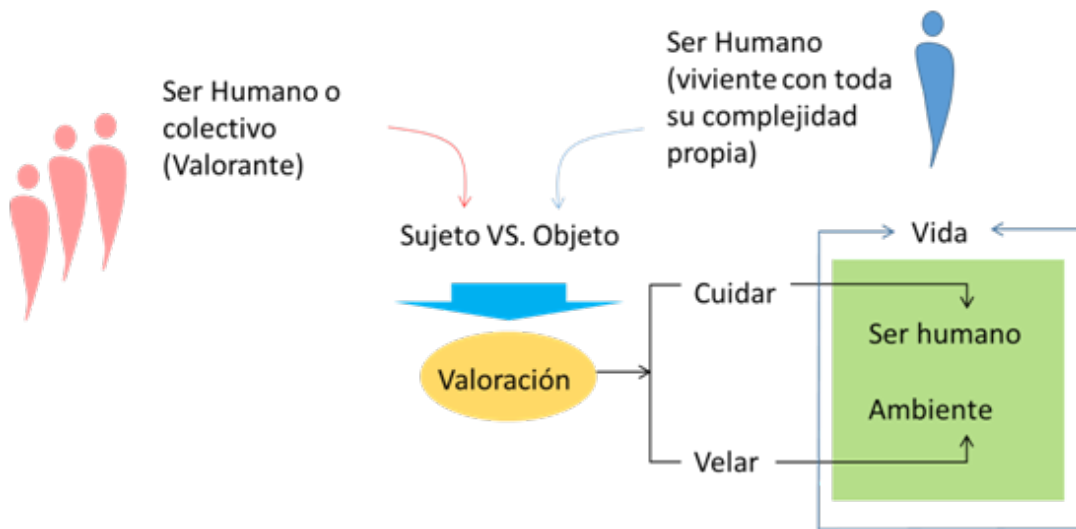 Ser Humano o
colectivo
(Valorante)
Ser Humano
(viviente con toda
su complejidad
propia)
Sujeto VS. Objeto
Valoración
Cuidar
Velar
Vida
Ser humano
Ambiente